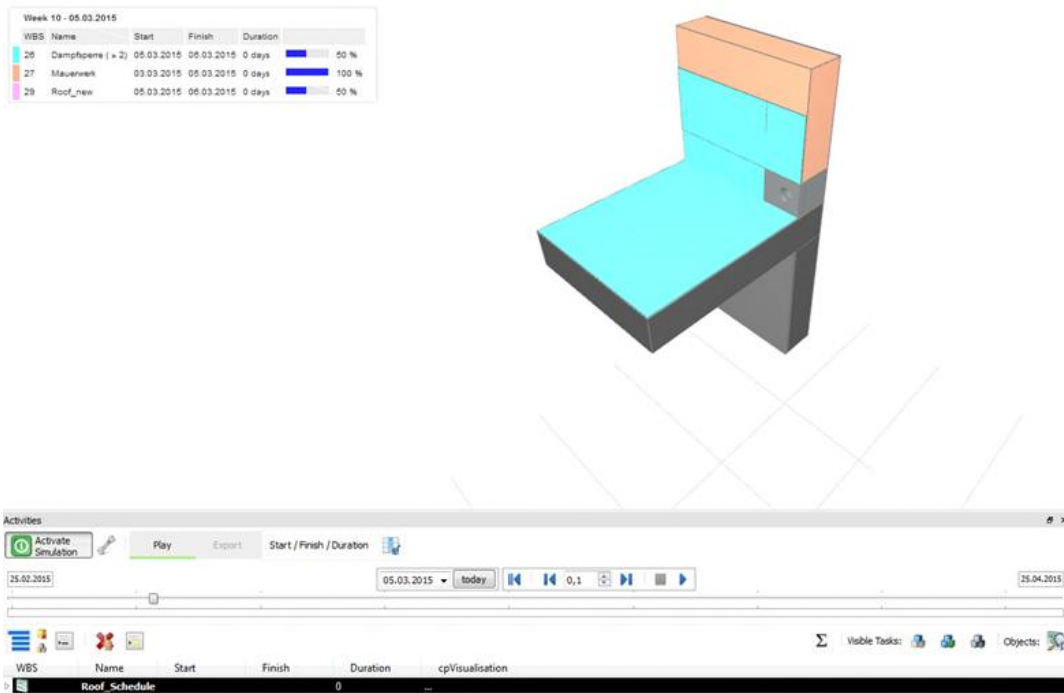 Week 10 - 05.03.2015
WBS Name Start Finish Duration
26 Dampfsperre ( » 2) 05.03.2015 06.03.2015 0 days 50 %
27 Mauerwerk 03.03.2015 05.03.2015 0 days 100 %
29 Roof_new 05.03.2015 06.03.2015 0 days 50 %
Activities
Activate Simulation Play Export Start / Finish / Duration
25.02.2015 05.03.2015 today 0,1 25.04.2015
Σ Visible Tasks: Objects:
WBS Name Start Finish Duration cpVisualisation
Roof_Schedule 0 ...